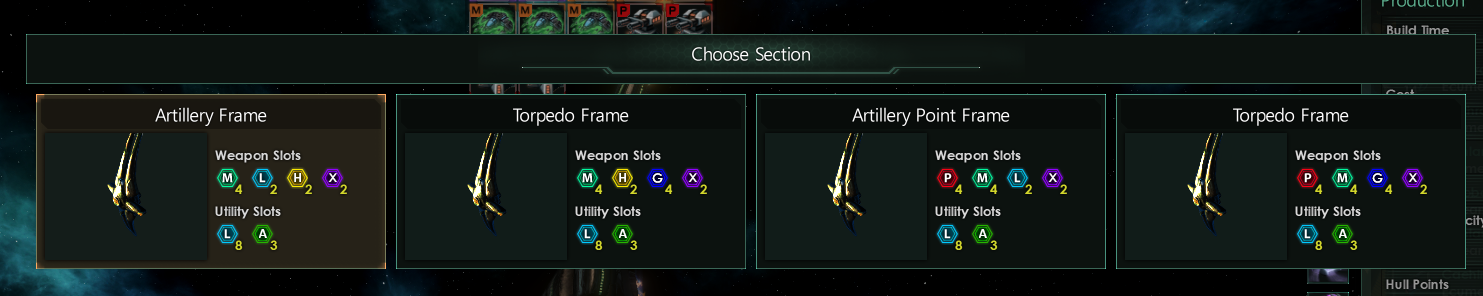 M M M P P
Production
Build Time
Choose Section
Artillery Frame
Weapon Slots
M 4 L 2 H 2 X 2
Utility Slots
L 8 A 3
Torpedo Frame
Weapon Slots
M 4 H 2 G 4 X 2
Utility Slots
L 8 A 3
Artillery Point Frame
Weapon Slots
P 4 M 4 L 2 X 2
Utility Slots
L 8 A 3
Torpedo Frame
Weapon Slots
P 4 M 4 G 4 X 2
Utility Slots
L 8 A 3
Hull Points